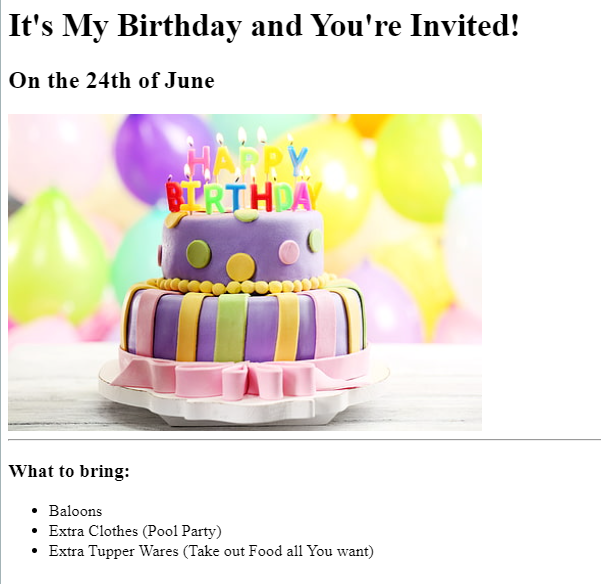 It's My Birthday and You're Invited!
On the 24th of June
HAPPY
BIRTHDAY
What to bring:
Baloons
Extra Clothes (Pool Party)
Extra Tupper Wares (Take out Food all You want)